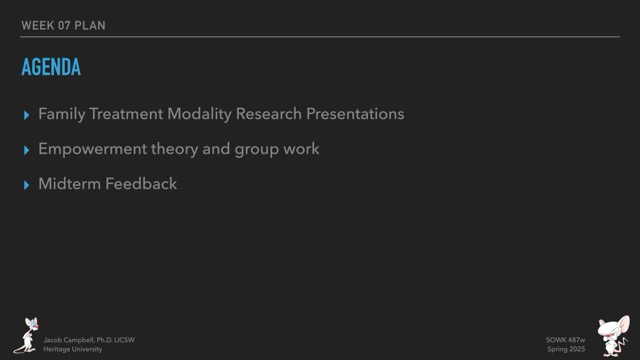 WEEK 07 PLAN
AGENDA
▸ Family Treatment Modality Research Presentations
▸ Empowerment theory and group work
▸ Midterm Feedback
Jacob Campbell, Ph.D. LICSW
Heritage University
SOWK 487w
Spring 2025